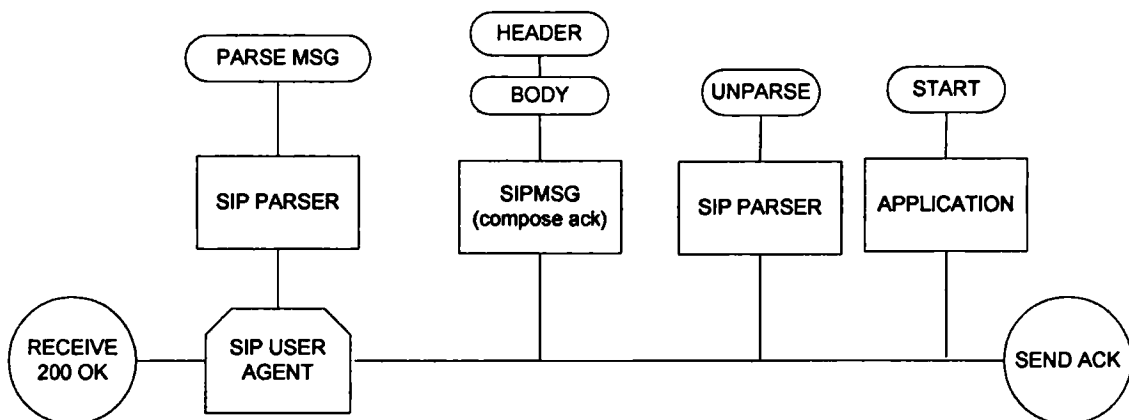 HEADER
PARSE MSG
BODY
UNPARSE
START
SIP PARSER
SIPMSG
(compose ack)
SIP PARSER
APPLICATION
RECEIVE
200 OK
SIP USER
AGENT
SEND ACK